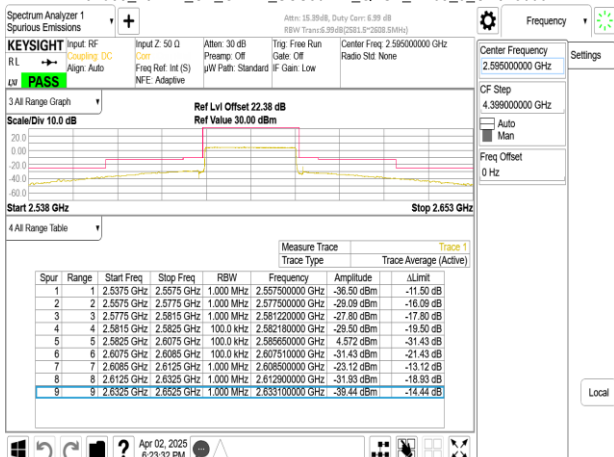 Spectrum Analyzer 1
Spurious Emissions
Attn: 15.39dB, Duty Corr: 6.99 dB
RBW Trans:6.99dB(2581.5*2608.5MHz)
Frequency
KEYSIGHT
Input: RF
Coupling: DC
Align: Auto
Input Z: 50 Ω
Corr
Freq Ref: Int (S)
NFE: Adaptive
Atten: 30 dB
Preamp: Off
µW Path: Standard
Trig: Free Run
Gate: Off
IF Gain: Low
Center Freq: 2.595000000 GHz
Radio Std: None
RL
PASS
Center Frequency
2.595000000 GHz
Settings
CF Step
4.399000000 GHz
Auto
Man
Freq Offset
0 Hz
3 All Range Graph
Scale/Div 10.0 dB
Ref Lvl Offset 22.38 dB
Ref Value 30.00 dBm
20.0
0.00
-20.0
-40.0
-60.0
Start 2.538 GHz
Stop 2.653 GHz
4 All Range Table
Measure Trace Trace 1
Trace Type Trace Average (Active)
Spur Range Start Freq Stop Freq RBW Frequency Amplitude ΔLimit
1 1 2.5375 GHz 2.5575 GHz 1.000 MHz 2.557500000 GHz -36.50 dBm -11.50 dB
2 2 2.5575 GHz 2.5775 GHz 1.000 MHz 2.577500000 GHz -29.09 dBm -16.09 dB
3 3 2.5775 GHz 2.5815 GHz 1.000 MHz 2.581220000 GHz -27.80 dBm -17.80 dB
4 4 2.5815 GHz 2.5825 GHz 100.0 kHz 2.582180000 GHz -29.50 dBm -19.50 dB
5 5 2.5825 GHz 2.6075 GHz 100.0 kHz 2.585650000 GHz 4.572 dBm -31.43 dB
6 6 2.6075 GHz 2.6085 GHz 100.0 kHz 2.607510000 GHz -31.43 dBm -21.43 dB
7 7 2.6085 GHz 2.6125 GHz 1.000 MHz 2.608500000 GHz -23.12 dBm -13.12 dB
8 8 2.6125 GHz 2.6325 GHz 1.000 MHz 2.612900000 GHz -31.93 dBm -18.93 dB
9 9 2.6325 GHz 2.6525 GHz 1.000 MHz 2.633100000 GHz -39.44 dBm -14.44 dB
Local
Apr 02, 2025
6:23:32 PM